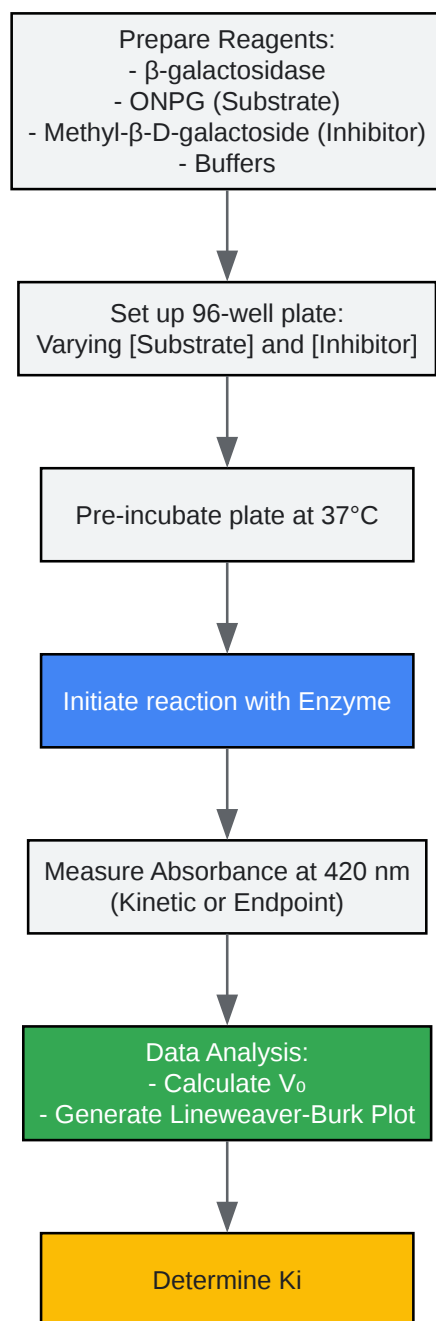 Prepare Reagents:
- β-galactosidase
- ONPG (Substrate)
- Methyl-β-D-galactoside (Inhibitor)
- Buffers
Set up 96-well plate:
Varying [Substrate] and [Inhibitor]
Pre-incubate plate at 37°C
Initiate reaction with Enzyme
Measure Absorbance at 420 nm
(Kinetic or Endpoint)
Data Analysis:
- Calculate V₀
- Generate Lineweaver-Burk Plot
Determine Ki